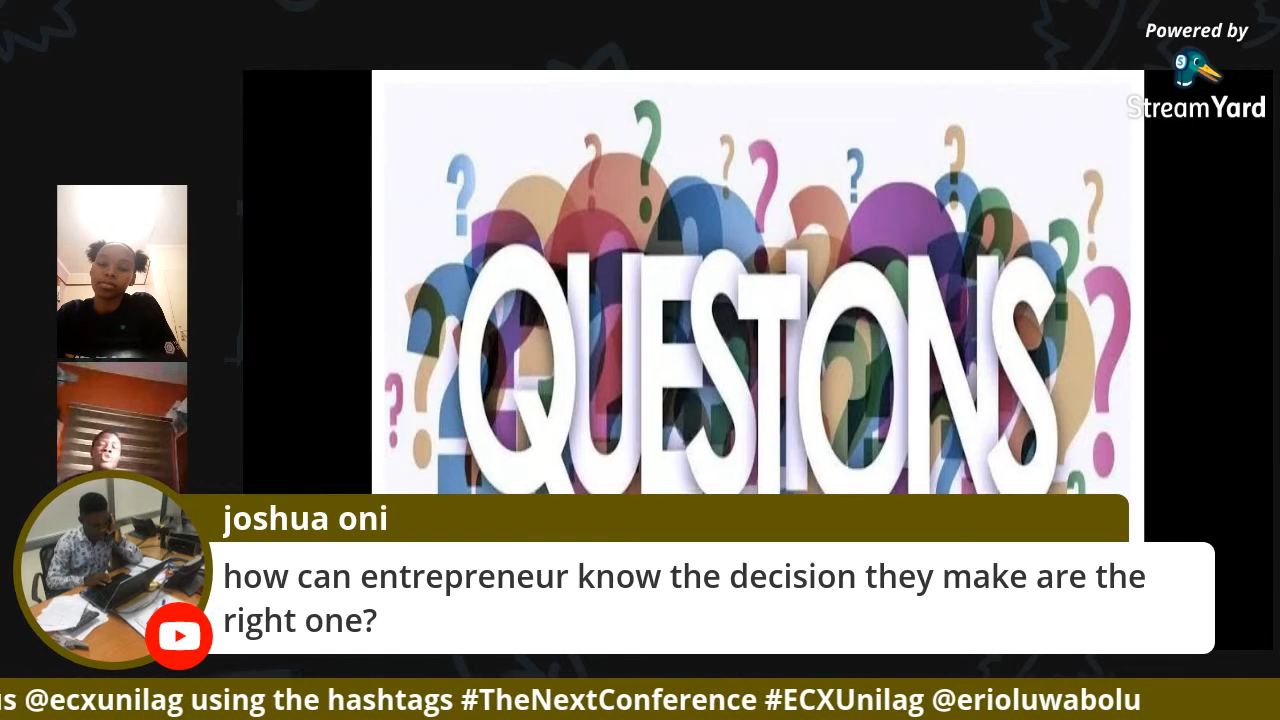 Powered by
StreamYard
QUESTIONS
joshua oni
how can entrepreneur know the decision they make are the
right one?
us @ecxunilag using the hashtags #TheNextConference #ECXUnilag @erioluwabolu